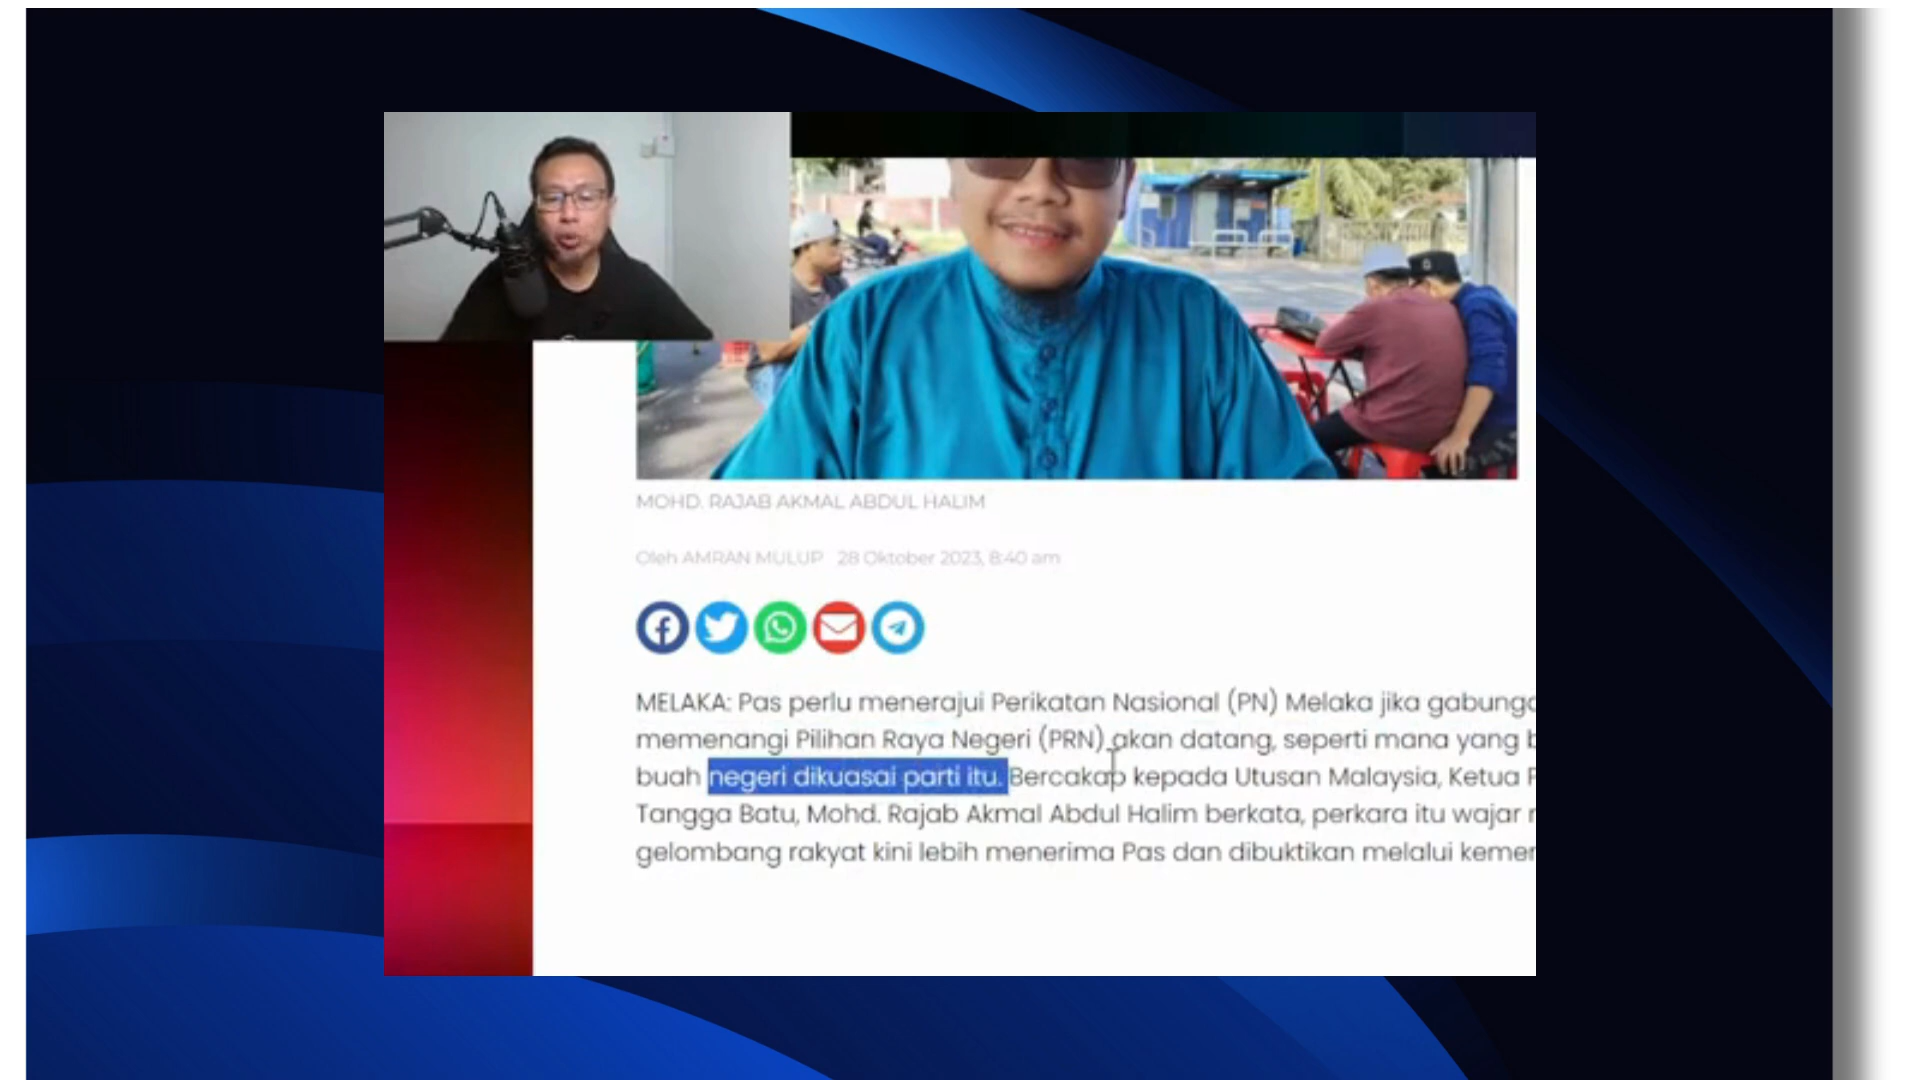 MOHD. RAJAB AKMAL ABDUL HALIM
Oleh AMRAN MULUP 28 Oktober 2023, 8:40 am
MELAKA: Pas perlu menerajui Perikatan Nasional (PN) Melaka jika
memenangi Pilihan Raya Negeri (PRN) akan datang, seperti mana yang
buah negeri dikuasai parti itu. Bercakap kepada Utusan Malaysia, Ketua
Tangga Batu, Mohd. Rajab Akmal Abdul Halim berkata, perkara itu wajar
gelombang rakyat kini lebih menerima Pas dan dibuktikan melalui